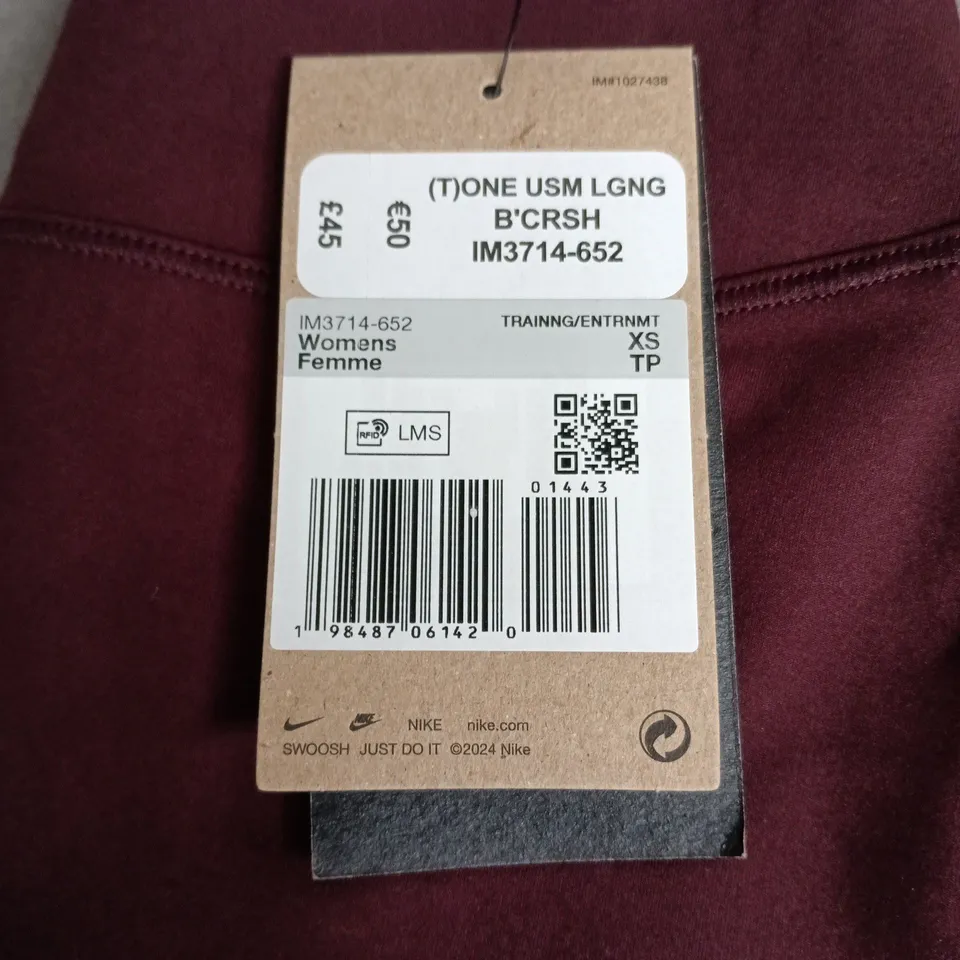 IM#1027438
(T)ONE USM LGNG
B'CRSH
IM3714-652
€50
£45
IM3714-652 TRAINNG/ENTRNMT
Womens XS
Femme TP
RFID LMS
01443
1 98487 06142 0
NIKE NIKE nike.com
SWOOSH JUST DO IT ©2024 Nike